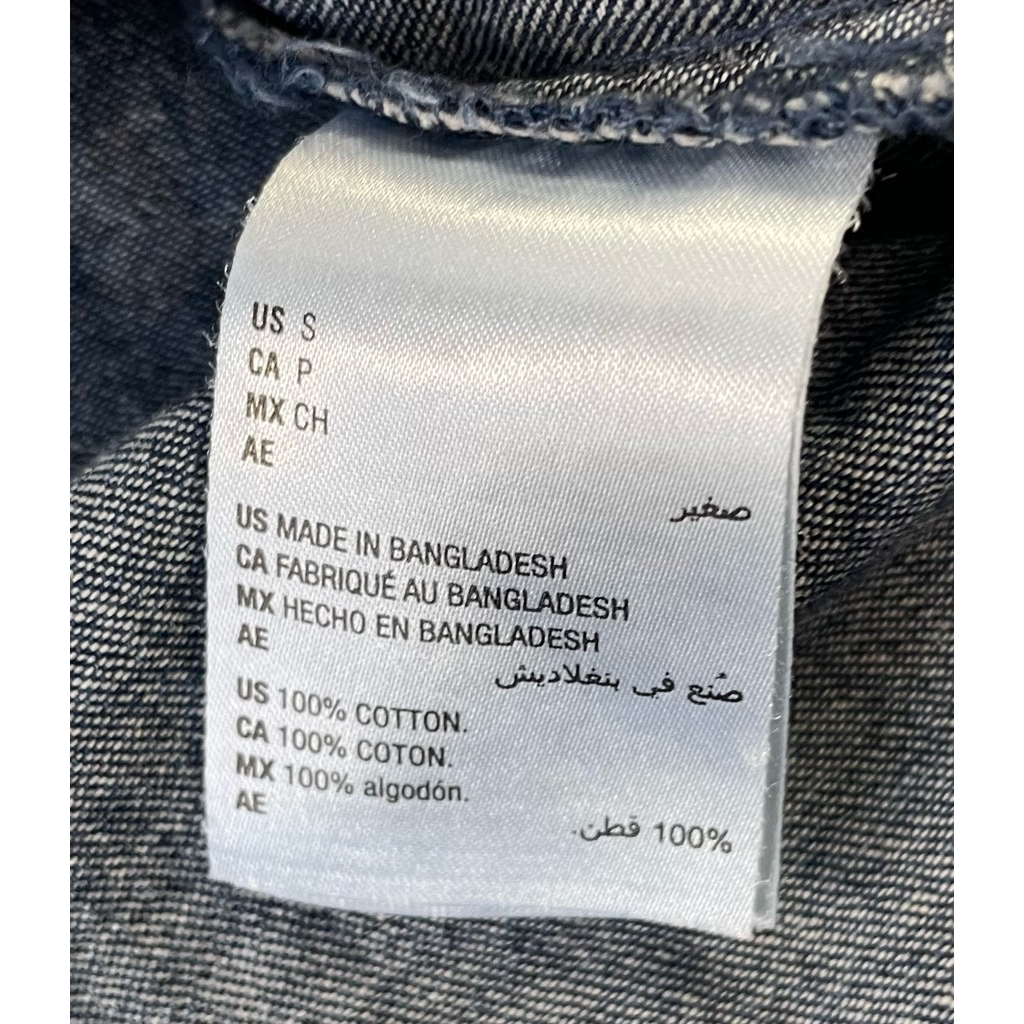 US S
CA P
MX CH
AE
صغير
US MADE IN BANGLADESH
CA FABRIQUÉ AU BANGLADESH
MX HECHO EN BANGLADESH
AE
صُنع في بنغلاديش
US 100% COTTON.
CA 100% COTON.
MX 100% algodón.
AE
100% قطن.